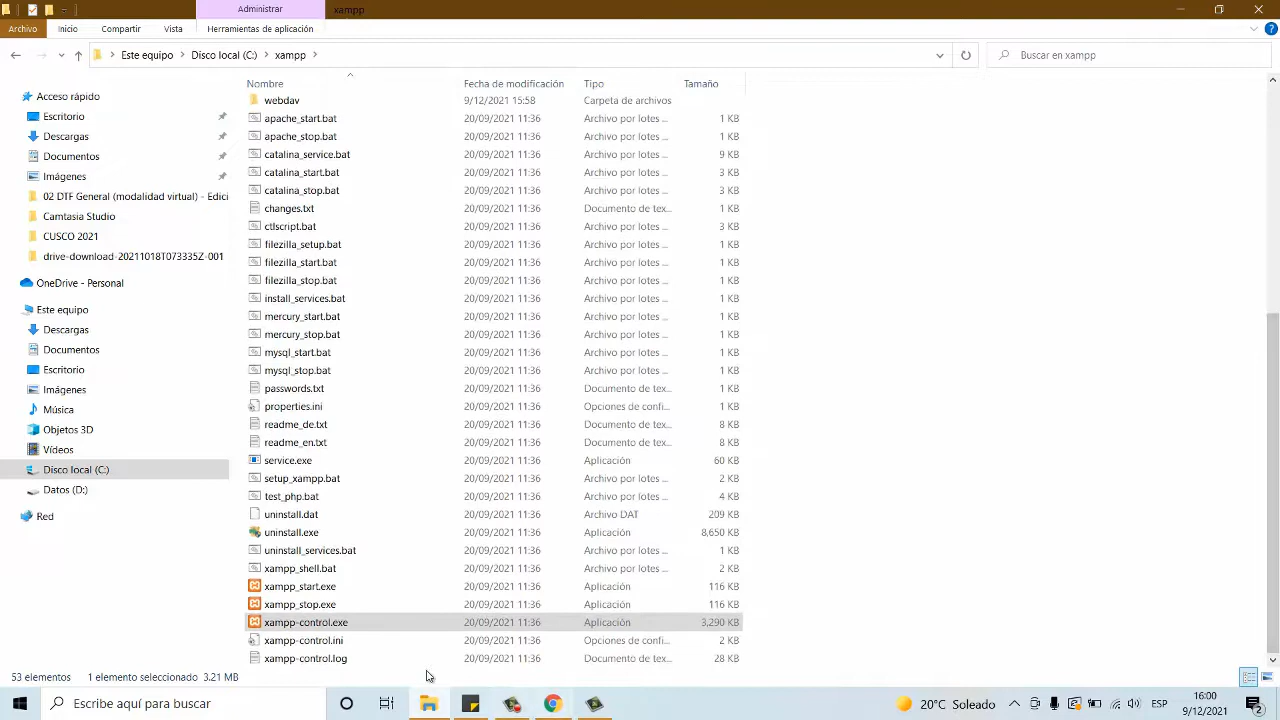 Administrar xampp
Archivo Inicio Compartir Vista Herramientas de aplicación
Este equipo Disco local (C:) xampp Buscar en xampp
Nombre Fecha de modificación Tipo Tamaño
Acceso rápido
Escritorio
Descargas
Documentos
Imágenes
02 DTF General (modalidad virtual) - Edici
Camtasia Studio
CUSCO 2021
drive-download-20211018T073335Z-001
OneDrive - Personal
Este equipo
Descargas
Documentos
Escritorio
Imágenes
Música
Objetos 3D
Vídeos
Disco local (C:)
Datos (D:)
Red
webdav 9/12/2021 15:58 Carpeta de archivos
apache_start.bat 20/09/2021 11:36 Archivo por lotes ... 1 KB
apache_stop.bat 20/09/2021 11:36 Archivo por lotes ... 1 KB
catalina_service.bat 20/09/2021 11:36 Archivo por lotes ... 9 KB
catalina_start.bat 20/09/2021 11:36 Archivo por lotes ... 3 KB
catalina_stop.bat 20/09/2021 11:36 Archivo por lotes ... 3 KB
changes.txt 20/09/2021 11:36 Documento de tex... 1 KB
ctlscript.bat 20/09/2021 11:36 Archivo por lotes ... 3 KB
filezilla_setup.bat 20/09/2021 11:36 Archivo por lotes ... 1 KB
filezilla_start.bat 20/09/2021 11:36 Archivo por lotes ... 1 KB
filezilla_stop.bat 20/09/2021 11:36 Archivo por lotes ... 1 KB
install_services.bat 20/09/2021 11:36 Archivo por lotes ... 1 KB
mercury_start.bat 20/09/2021 11:36 Archivo por lotes ... 1 KB
mercury_stop.bat 20/09/2021 11:36 Archivo por lotes ... 1 KB
mysql_start.bat 20/09/2021 11:36 Archivo por lotes ... 1 KB
mysql_stop.bat 20/09/2021 11:36 Archivo por lotes ... 1 KB
passwords.txt 20/09/2021 11:36 Documento de tex... 1 KB
properties.ini 20/09/2021 11:36 Opciones de confi... 1 KB
readme_de.txt 20/09/2021 11:36 Documento de tex... 8 KB
readme_en.txt 20/09/2021 11:36 Documento de tex... 8 KB
service.exe 20/09/2021 11:36 Aplicación 60 KB
setup_xampp.bat 20/09/2021 11:36 Archivo por lotes ... 2 KB
test_php.bat 20/09/2021 11:36 Archivo por lotes ... 4 KB
uninstall.dat 20/09/2021 11:36 Archivo DAT 209 KB
uninstall.exe 20/09/2021 11:36 Aplicación 8,650 KB
uninstall_services.bat 20/09/2021 11:36 Archivo por lotes ... 1 KB
xampp_shell.bat 20/09/2021 11:36 Archivo por lotes ... 2 KB
xampp_start.exe 20/09/2021 11:36 Aplicación 116 KB
xampp_stop.exe 20/09/2021 11:36 Aplicación 116 KB
xampp-control.exe 20/09/2021 11:36 Aplicación 3,290 KB
xampp-control.ini 20/09/2021 11:36 Opciones de confi... 2 KB
xampp-control.log 20/09/2021 11:36 Documento de tex... 28 KB
53 elementos 1 elemento seleccionado 3.21 MB
Escribe aquí para buscar 20°C Soleado ESP 16:00
9/12/2021 2